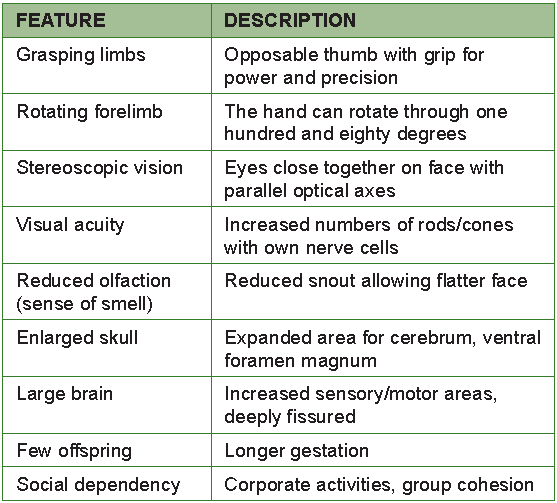 FEATURE DESCRIPTION
Grasping limbs Opposable thumb with grip for
power and precision
Rotating forelimb The hand can rotate through one
hundred and eighty degrees
Stereoscopic vision Eyes close together on face with
parallel optical axes
Visual acuity Increased numbers of rods/cones
with own nerve cells
Reduced olfaction Reduced snout allowing flatter face
(sense of smell)
Enlarged skull Expanded area for cerebrum, ventral
foramen magnum
Large brain Increased sensory/motor areas,
deeply fissured
Few offspring Longer gestation
Social dependency Corporate activities, group cohesion